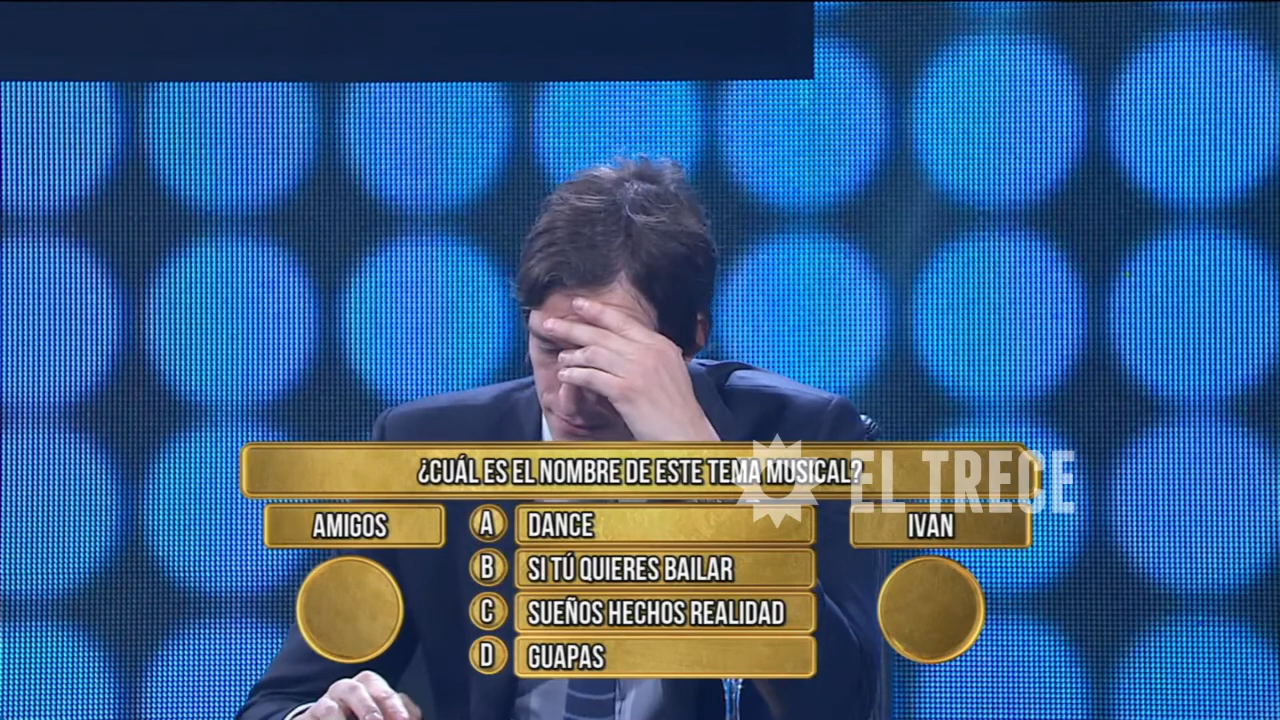 ¿CUÁL ES EL NOMBRE DE ESTE TEMA MUSICAL?
EL TRECE
AMIGOS
A DANCE
IVAN
B SI TÚ QUIERES BAILAR
C SUEÑOS HECHOS REALIDAD
D GUAPAS